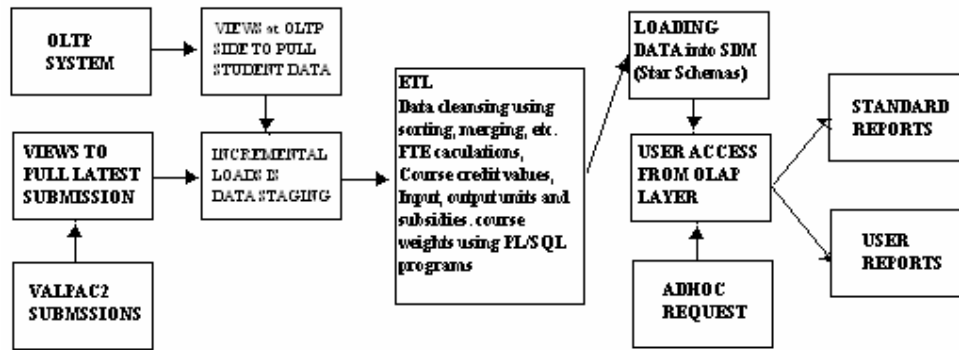 OLTP
SYSTEM
VIEWS at OLTP
SIDE TO PULL
STUDENT DATA
VIEWS TO
PULL LATEST
SUBMISSION
INCREMENTAL
LOADS IS
DATA STAGING
VALPAC2
SUBMSSIONS
ETL
Data cleansing using
sorting, merging, etc.
FTE caculations,
Course credit values,
Input, output units and
subsidies. course
weights using PL/SQL
programs
LOADING
DATA into SDM
(Star Schemas)
USER ACCESS
FROM OLAP
LAYER
ADHOC
REQUEST
STANDARD
REPORTS
USER
REPORTS